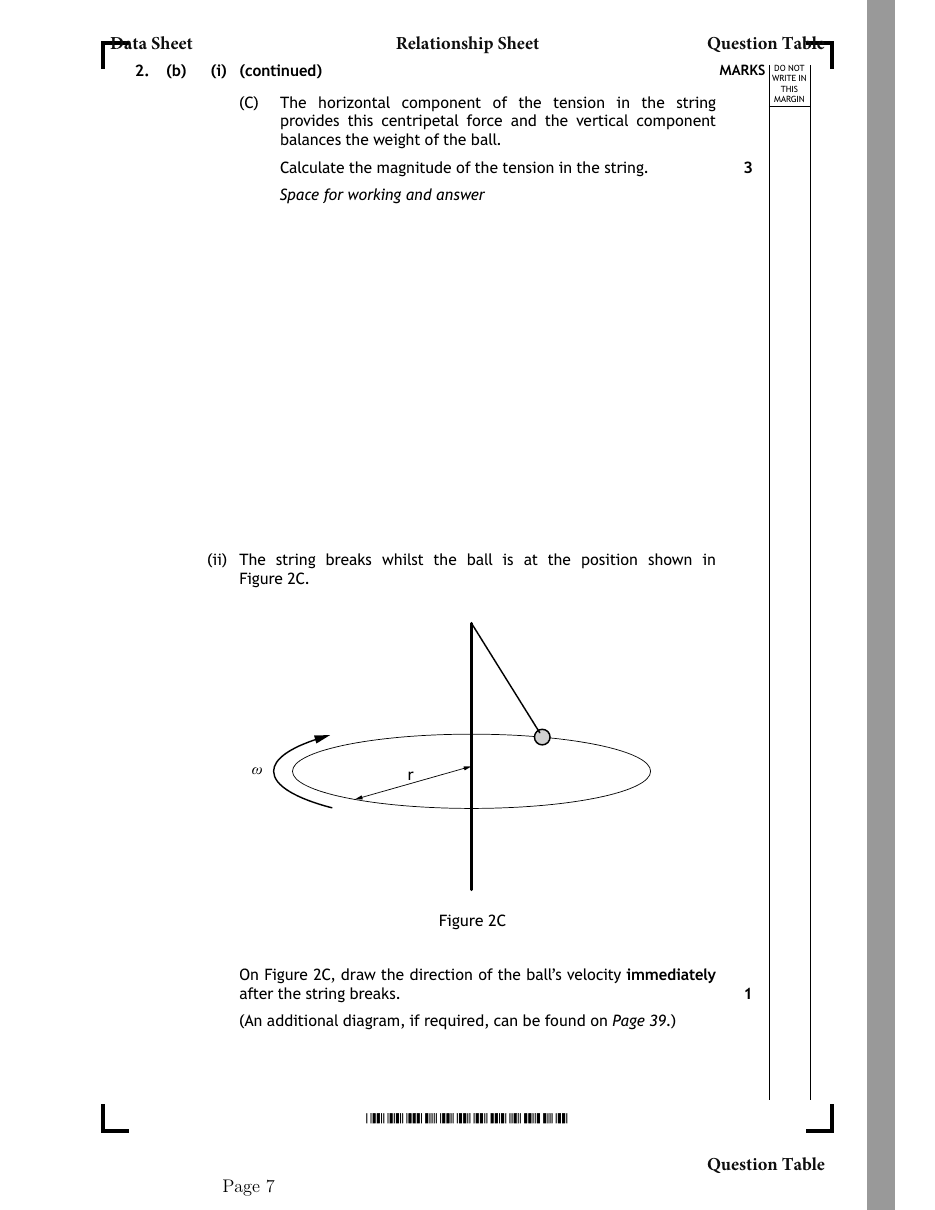 Data Sheet Relationship Sheet Question Table
2. (b) (i) (continued) MARKS
DO NOT
WRITE IN
THIS
MARGIN
(C) The horizontal component of the tension in the string
provides this centripetal force and the vertical component
balances the weight of the ball.
Calculate the magnitude of the tension in the string. 3
Space for working and answer
(ii) The string breaks whilst the ball is at the position shown in
Figure 2C.
ω
r
Figure 2C
On Figure 2C, draw the direction of the ball’s velocity immediately
after the string breaks. 1
(An additional diagram, if required, can be found on Page 39.)
Question Table
Page 7